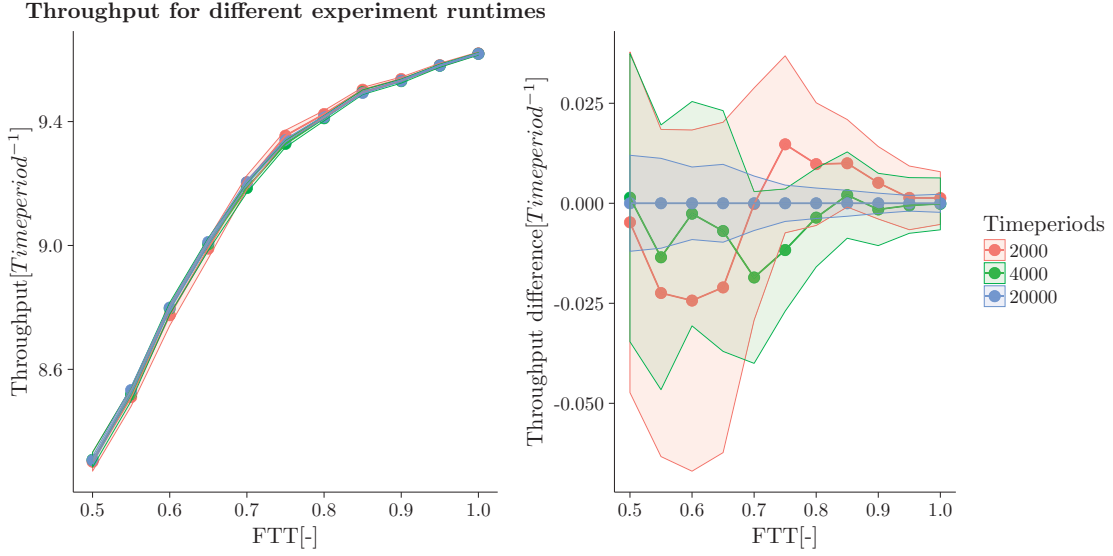 Throughput for different experiment runtimes
Throughput[Timeperiod⁻¹]
9.4
9.0
8.6
0.5 0.6 0.7 0.8 0.9 1.0
FTT[-]
Throughput difference[Timeperiod⁻¹]
0.025
0.000
-0.025
-0.050
0.5 0.6 0.7 0.8 0.9 1.0
FTT[-]
Timeperiods
2000
4000
20000